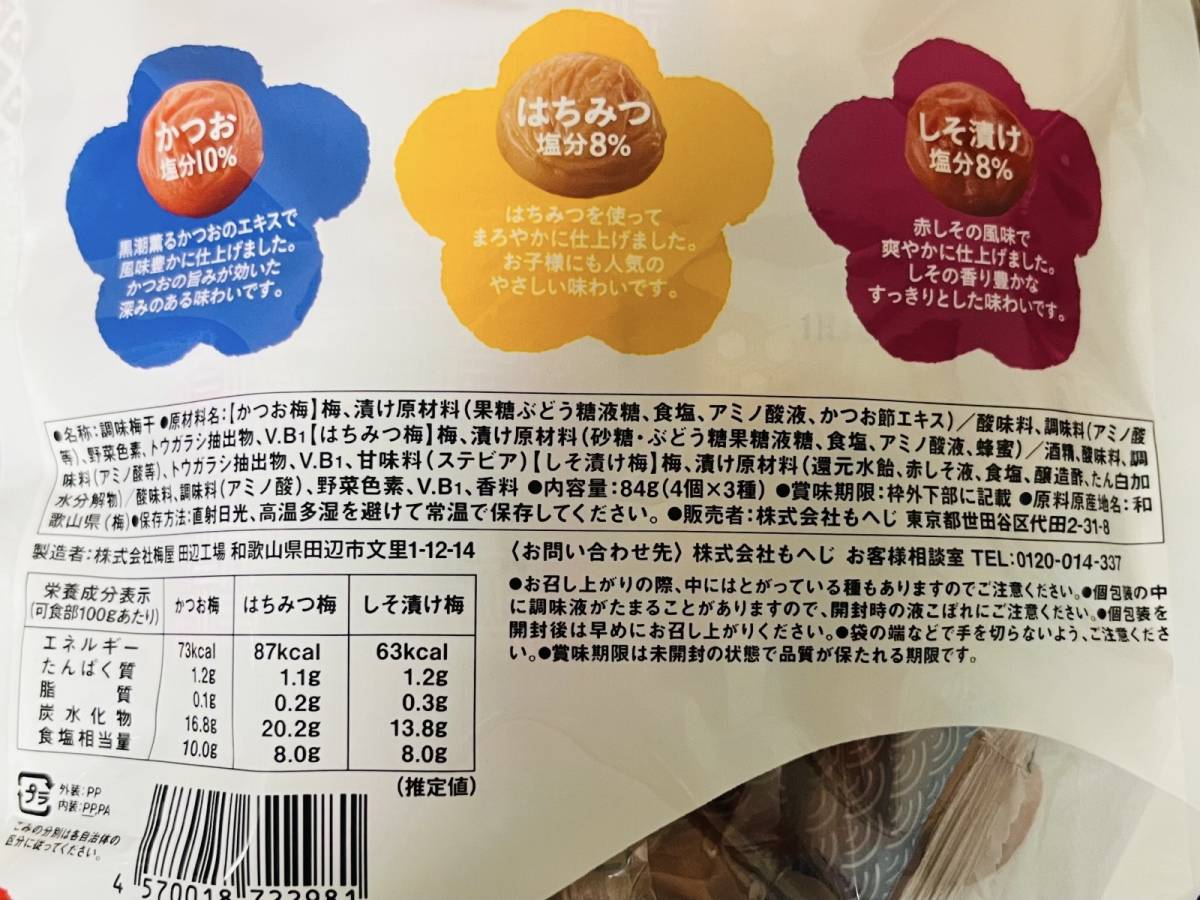 かつお
塩分10%
黒潮薫るかつおのエキスで
風味豊かに仕上げました。
かつおの旨みが効いた
深みのある味わいです。
はちみつ
塩分8%
はちみつを使って
まろやかに仕上げました。
お子様にも人気の
やさしい味わいです。
しそ漬け
塩分8%
赤しその風味で
爽やかに仕上げました。
しその香り豊かな
すっきりとした味わいです。
●名称:調味梅干 ●原材料名:【かつお梅】梅、漬け原材料(果糖ぶどう糖液糖、食塩、アミノ酸液、かつお節エキス)/酸味料、調味料(アミノ酸
等)、野菜色素、トウガラシ抽出物、V.B1【はちみつ梅】梅、漬け原材料(砂糖・ぶどう糖果糖液糖、食塩、アミノ酸液、蜂蜜)/酒精、酸味料、調
味料(アミノ酸等)、トウガラシ抽出物、V.B1、甘味料(ステビア)【しそ漬け梅】梅、漬け原材料(還元水飴、赤しそ液、食塩、醸造酢、たん白加
水分解物)/酸味料、調味料(アミノ酸)、野菜色素、V.B1、香料 ●内容量:84g(4個×3種) ●賞味期限:枠外下部に記載 ●原料原産地名:和
歌山県(梅)●保存方法:直射日光、高温多湿を避けて常温で保存してください。 ●販売者:株式会社もへじ 東京都世田谷区代田2-31-8
製造者:株式会社梅屋 田辺工場 和歌山県田辺市文里1-12-14
〈お問い合わせ先〉 株式会社もへじ お客様相談室 TEL:0120-014-337
●お召し上がりの際、中にはとがっている種もありますのでご注意ください。●個包装の中
に調味液がたまることがありますので、開封時の液こぼれにご注意ください。●個包装を
開封後は早めにお召し上がりください。●袋の端などで手を切らないよう、ご注意くださ
い。●賞味期限は未開封の状態で品質が保たれる期限です。
栄養成分表示
(可食部100gあたり) かつお梅 はちみつ梅 しそ漬け梅
エネルギー 73kcal 87kcal 63kcal
たんぱく質 1.2g 1.1g 1.2g
脂質 0.1g 0.2g 0.3g
炭水化物 16.8g 20.2g 13.8g
食塩相当量 10.0g 8.0g 8.0g
(推定値)
プラ
外装:PP
内装:PP,PA
ごみの分別は各自治体の
区分に従ってください。
4 570018 722981